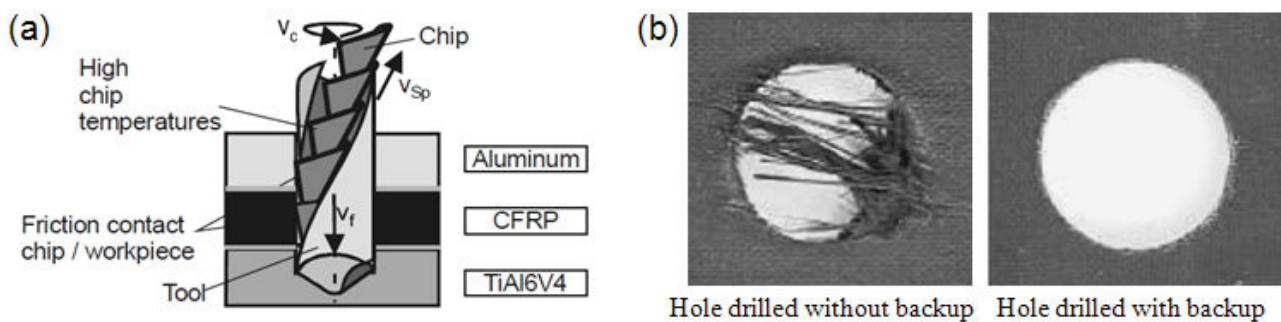 (a)
Vc
Chip
High
chip
temperatures
VSp
Aluminum
Friction contact
chip / workpiece
Vf
CFRP
Tool
TiAl6V4
(b)
Hole drilled without backup
Hole drilled with backup